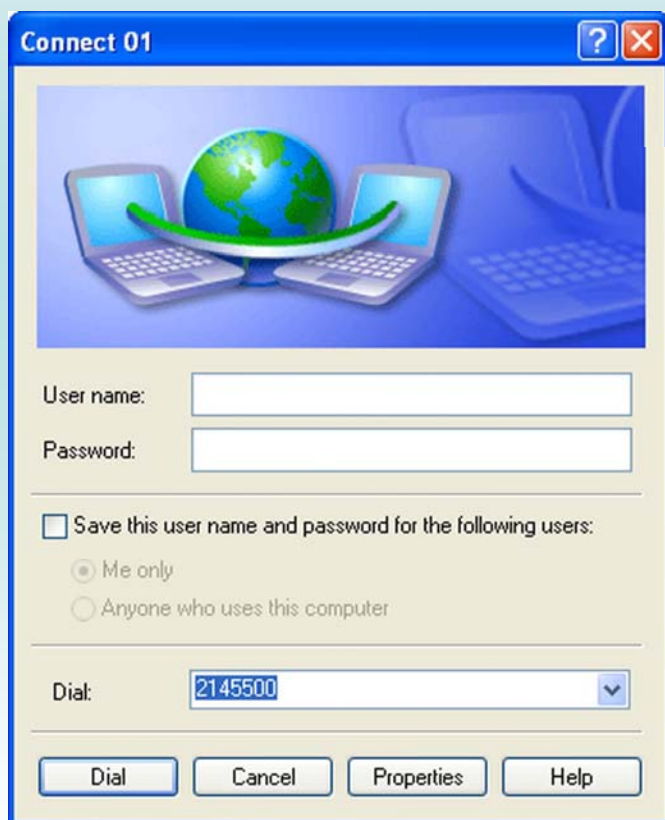 Connect 01
?
User name:
Password:
Save this user name and password for the following users:
Me only
Anyone who uses this computer
Dial: 2145500
Dial Cancel Properties Help